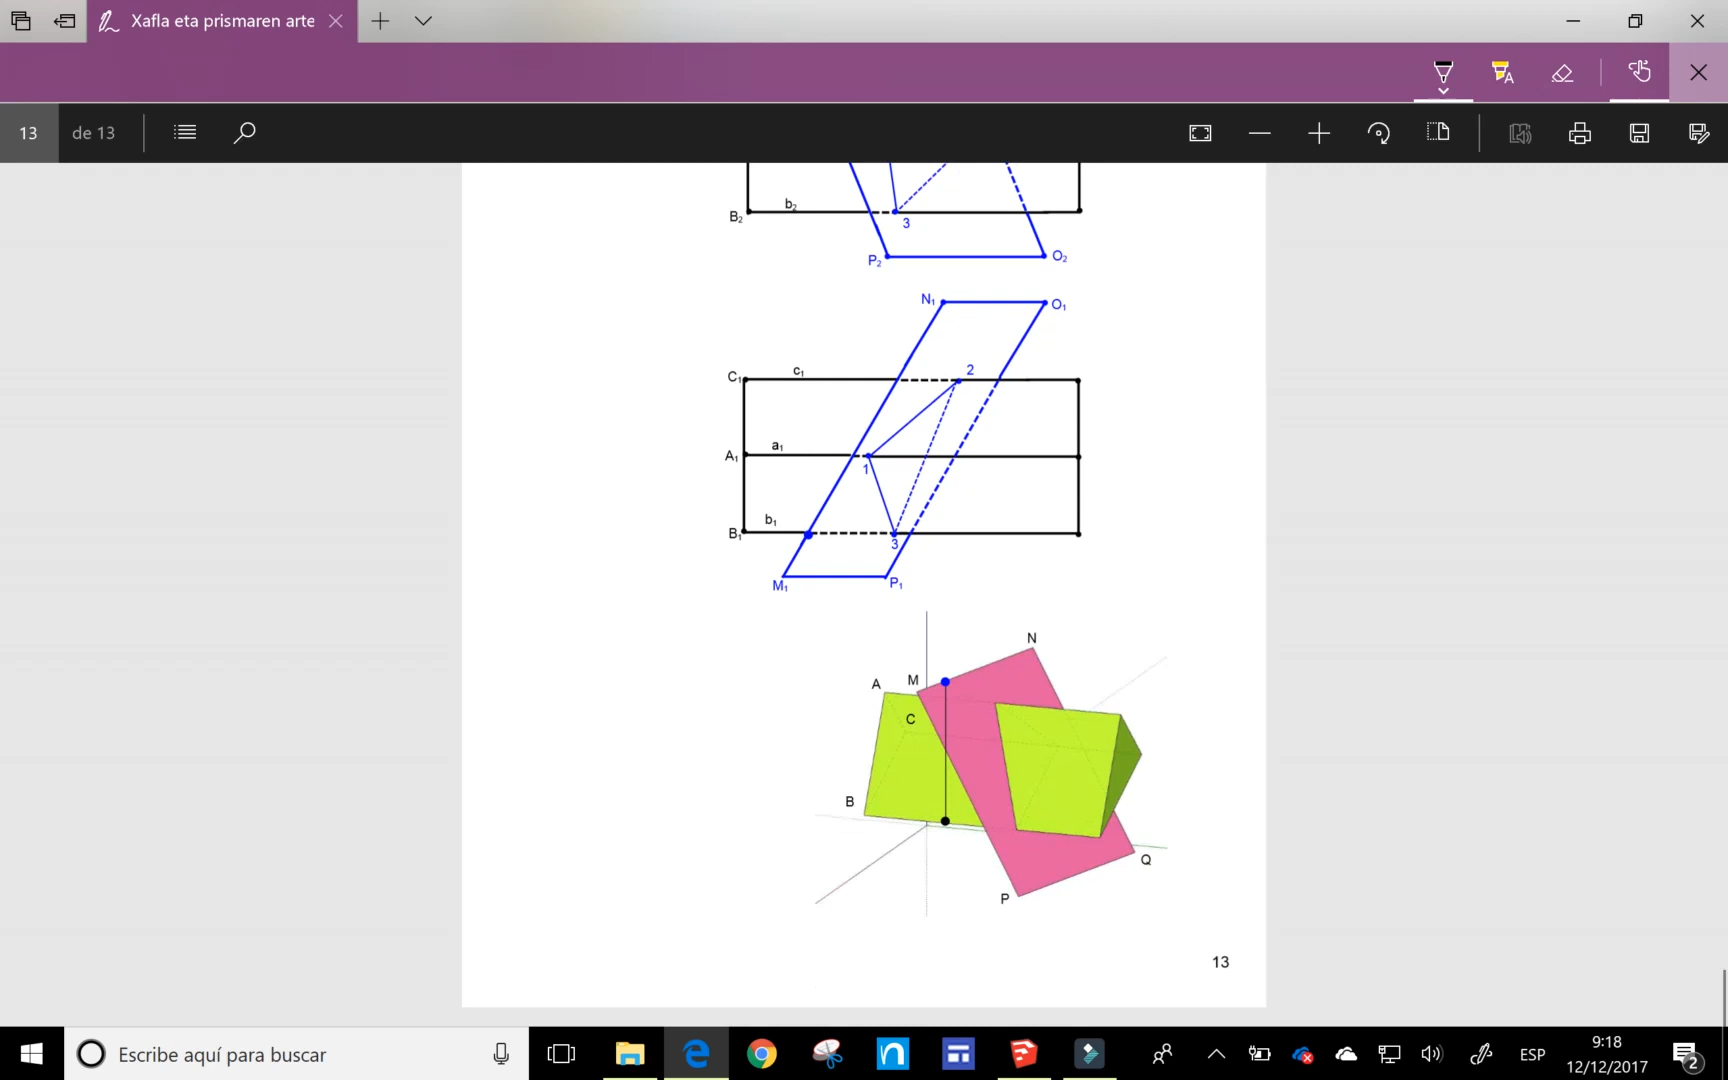 Xafla eta prismaren arte
13 de 13
b₂
B₂
3
P₂
O₂
N₁
O₁
2
C₁
c₁
a₁
A₁
1
b₁
B₁
3
M₁
P₁
N
A
M
C
B
Q
P
13
Escribe aquí para buscar
ESP
9:18
12/12/2017
2